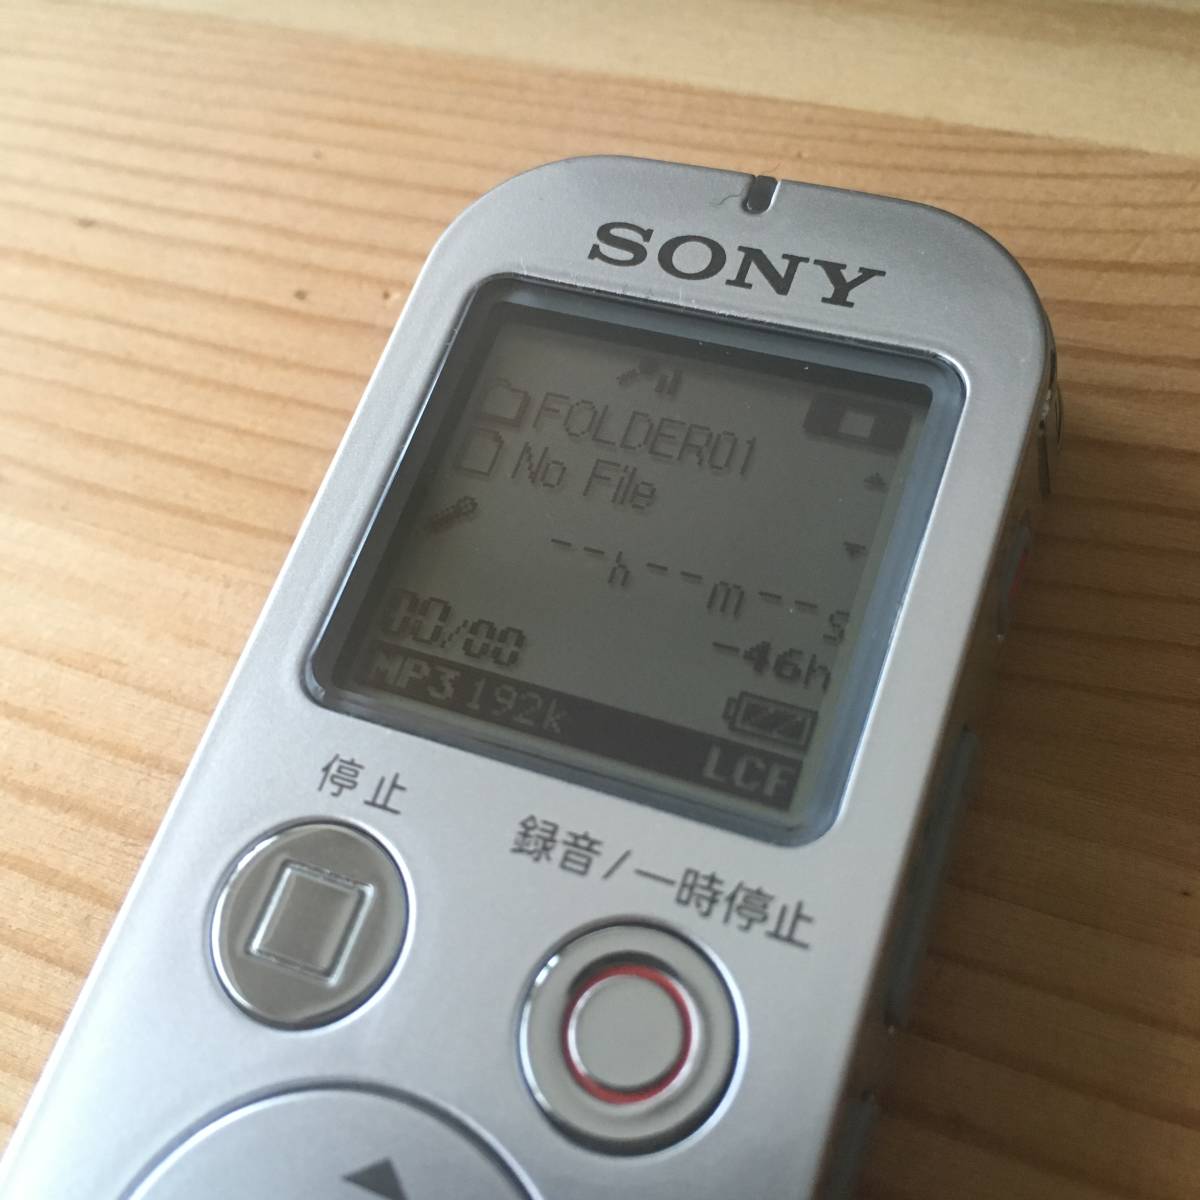 SONY
FOLDER01
No File
--h--m--s
00/00 -46h
MP3 192k
LCF
停止
録音/一時停止